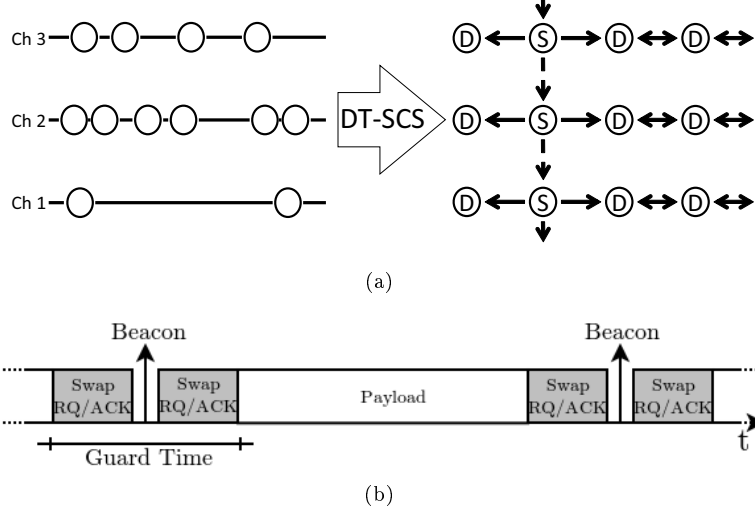 Ch 3
D S D D
Ch 2
DT-SCS
D S D D
Ch 1
D S D D
(a)
Beacon Beacon
Swap RQ/ACK
Swap RQ/ACK
Payload
Swap RQ/ACK
Swap RQ/ACK
t
Guard Time
(b)